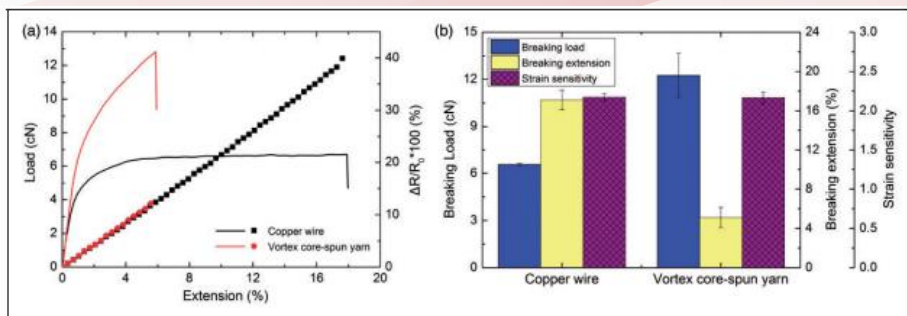 (a)
14
12
10
8
6
4
2
0
Load (cN)
0 4 8 12 16 20
Extension (%)
40
30
20
10
0
ΔR/R₀*100 (%)
Copper wire
Vortex core-spun yarn
(b)
15
12
9
6
3
0
Breaking Load (cN)
Breaking load
Breaking extension
Strain sensitivity
Copper wire Vortex core-spun yarn
24
20
16
12
8
4
0
Breaking extension (%)
3.0
2.5
2.0
1.5
1.0
0.5
0.0
Strain sensitivity